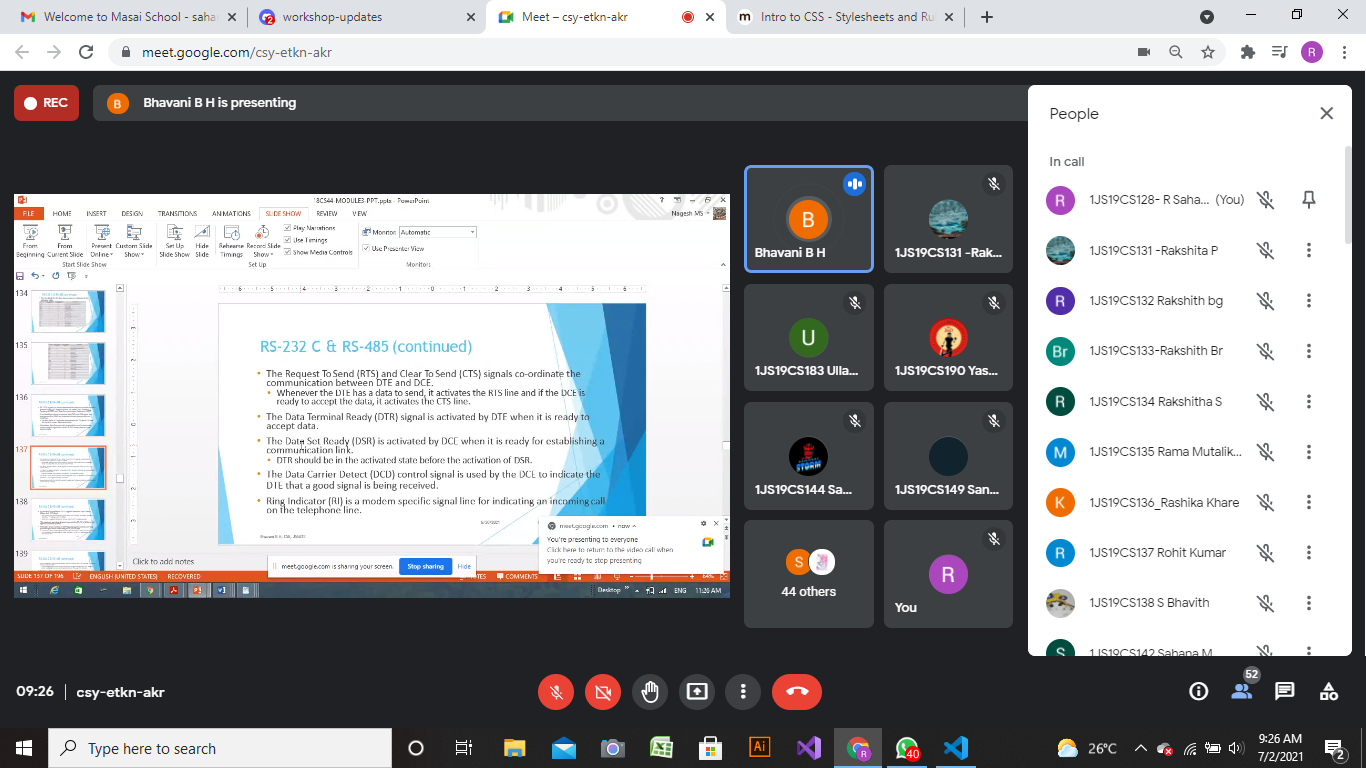 Welcome to Masai School - saha
workshop-updates
Meet – csy-etkn-akr
Intro to CSS - Stylesheets and Ru
meet.google.com/csy-etkn-akr
REC
B
Bhavani B H is presenting
18CS44-MODULE3-PPT.pptx - PowerPoint
FILE HOME INSERT DESIGN TRANSITIONS ANIMATIONS SLIDE SHOW REVIEW VIEW
Nagesh MS
From Beginning
From Current Slide
Present Online
Custom Slide Show
Set Up Slide Show
Hide Slide
Rehearse Timings
Record Slide Show
Play Narrations
Use Timings
Show Media Controls
Monitor: Automatic
Use Presenter View
Start Slide Show
Set Up
Monitors
134
135
136
137
138
139
RS-232 C & RS-485 (continued)
The Request To Send (RTS) and Clear To Send (CTS) signals co-ordinate the
communication between DTE and DCE.
Whenever the DTE has a data to send, it activates the RTS line and if the DCE is
ready to accept the data, it activates the CTS line.
The Data Terminal Ready (DTR) signal is activated by DTE when it is ready to
accept data.
The Data Set Ready (DSR) is activated by DCE when it is ready for establishing a
communication link.
DTR should be in the activated state before the activation of DSR.
The Data Carrier Detect (DCD) control signal is used by the DCE to indicate the
DTE that a good signal is being received.
Ring Indicator (RI) is a modem specific signal line for indicating an incoming call
on the telephone line.
meet.google.com • now
You're presenting to everyone
Click here to return to the video call when
you're ready to stop presenting
Click to add notes
meet.google.com is sharing your screen.
Stop sharing
Hide
SLIDE 137 OF 196
ENGLISH (UNITED STATES)
RECOVERED
COMMENTS
64%
Desktop
ENG
11:26 AM
B
Bhavani B H
1JS19CS131 -Rak...
U
1JS19CS183 Ulla...
1JS19CS190 Yas...
1JS19CS144 Sa...
1JS19CS149 San...
S
44 others
R
You
People
In call
R
1JS19CS128- R Saha... (You)
1JS19CS131 -Rakshita P
R
1JS19CS132 Rakshith bg
Br
1JS19CS133-Rakshith Br
R
1JS19CS134 Rakshitha S
M
1JS19CS135 Rama Mutalik...
K
1JS19CS136_Rashika Khare
R
1JS19CS137 Rohit Kumar
1JS19CS138 S Bhavith
S
1JS19CS142 Sahana M
09:26
csy-etkn-akr
52
Type here to search
Ai
40
26°C
9:26 AM
7/2/2021
2